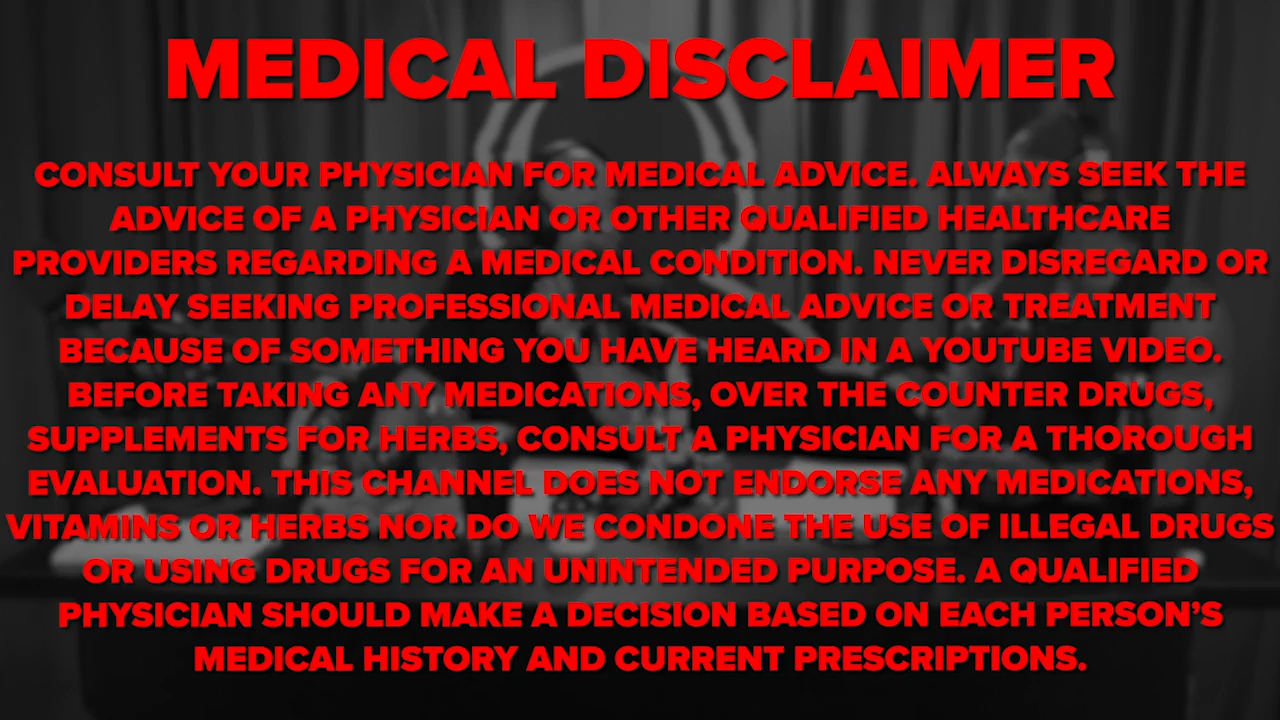 MEDICAL DISCLAIMER
CONSULT YOUR PHYSICIAN FOR MEDICAL ADVICE. ALWAYS SEEK THE
ADVICE OF A PHYSICIAN OR OTHER QUALIFIED HEALTHCARE
PROVIDERS REGARDING A MEDICAL CONDITION. NEVER DISREGARD OR
DELAY SEEKING PROFESSIONAL MEDICAL ADVICE OR TREATMENT
BECAUSE OF SOMETHING YOU HAVE HEARD IN A YOUTUBE VIDEO.
BEFORE TAKING ANY MEDICATIONS, OVER THE COUNTER DRUGS,
SUPPLEMENTS FOR HERBS, CONSULT A PHYSICIAN FOR A THOROUGH
EVALUATION. THIS CHANNEL DOES NOT ENDORSE ANY MEDICATIONS,
VITAMINS OR HERBS NOR DO WE CONDONE THE USE OF ILLEGAL DRUGS
OR USING DRUGS FOR AN UNINTENDED PURPOSE. A QUALIFIED
PHYSICIAN SHOULD MAKE A DECISION BASED ON EACH PERSON’S
MEDICAL HISTORY AND CURRENT PRESCRIPTIONS.